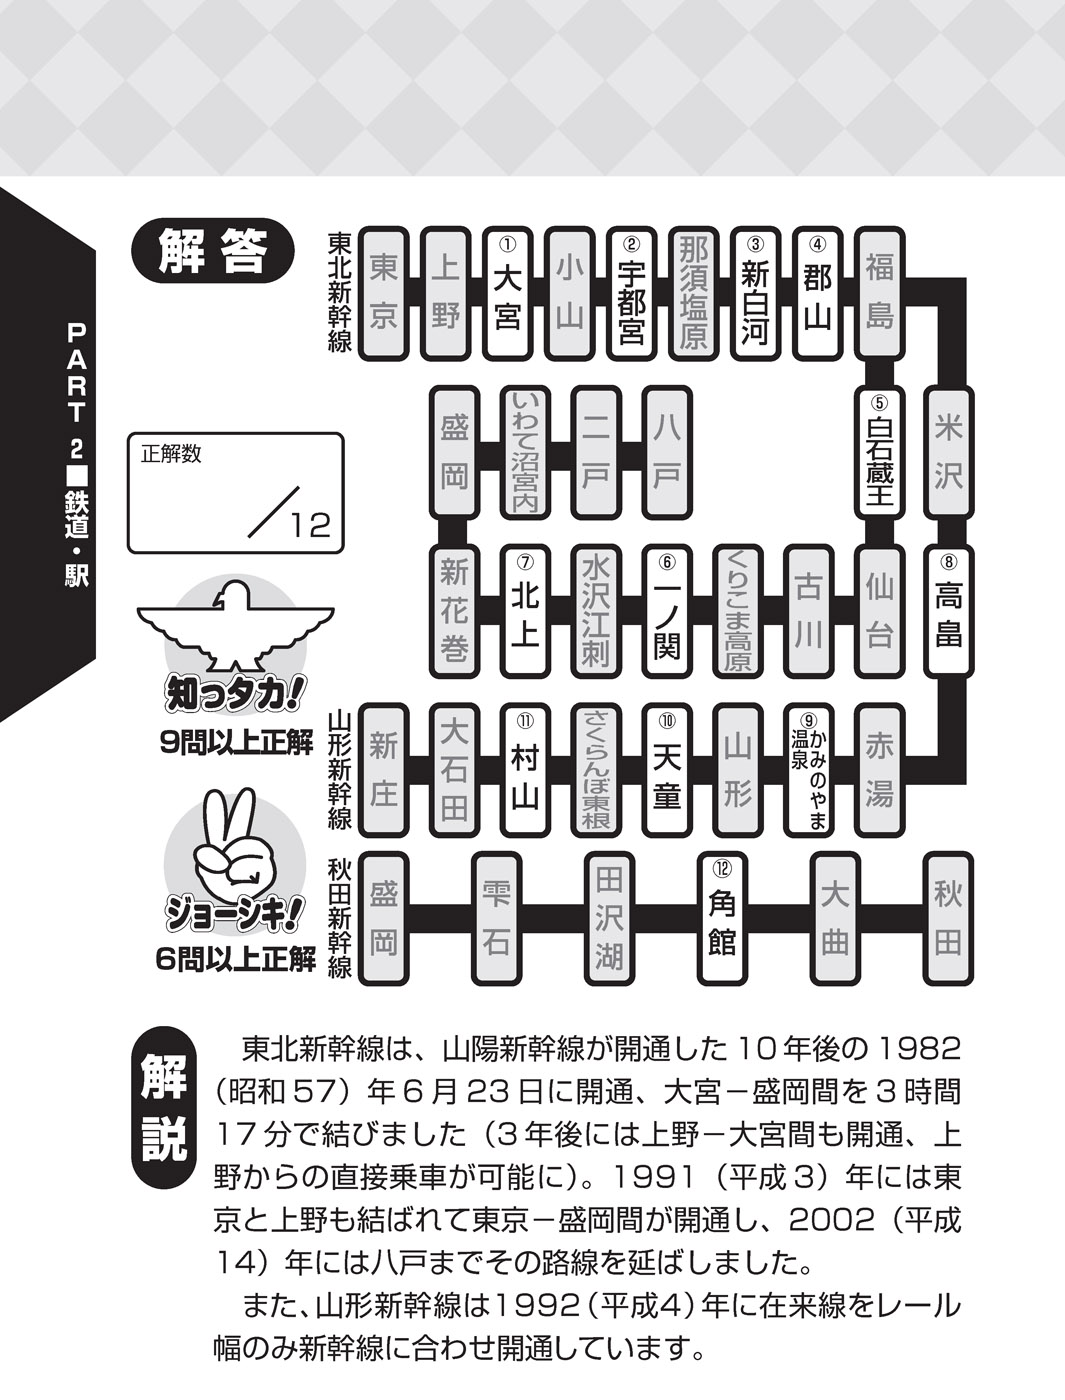 PART 2■鉄道・駅
解答
東北新幹線
東京
上野
①大宮
小山
②宇都宮
那須塩原
③新白河
④郡山
福島
盛岡
いわて沼宮内
二戸
八戸
⑤白石蔵王
米沢
正解数
/12
新花巻
⑦北上
水沢江刺
⑥一ノ関
くりこま高原
古川
仙台
⑧高畠
知っタカ!
9問以上正解
山形新幹線
新庄
大石田
⑪村山
さくらんぼ東根
⑩天童
山形
⑨かみのやま
温泉
赤湯
ジョーシキ!
6問以上正解
秋田新幹線
盛岡
雫石
田沢湖
⑫角館
大曲
秋田
解説
東北新幹線は、山陽新幹線が開通した10年後の1982
（昭和57）年6月23日に開通、大宮－盛岡間を3時間
17分で結びました（3年後には上野－大宮間も開通、上
野からの直接乗車が可能に）。1991（平成3）年には東
京と上野も結ばれて東京－盛岡間が開通し、2002（平成
14）年には八戸までその路線を延ばしました。
また、山形新幹線は1992（平成4）年に在来線をレール
幅のみ新幹線に合わせ開通しています。